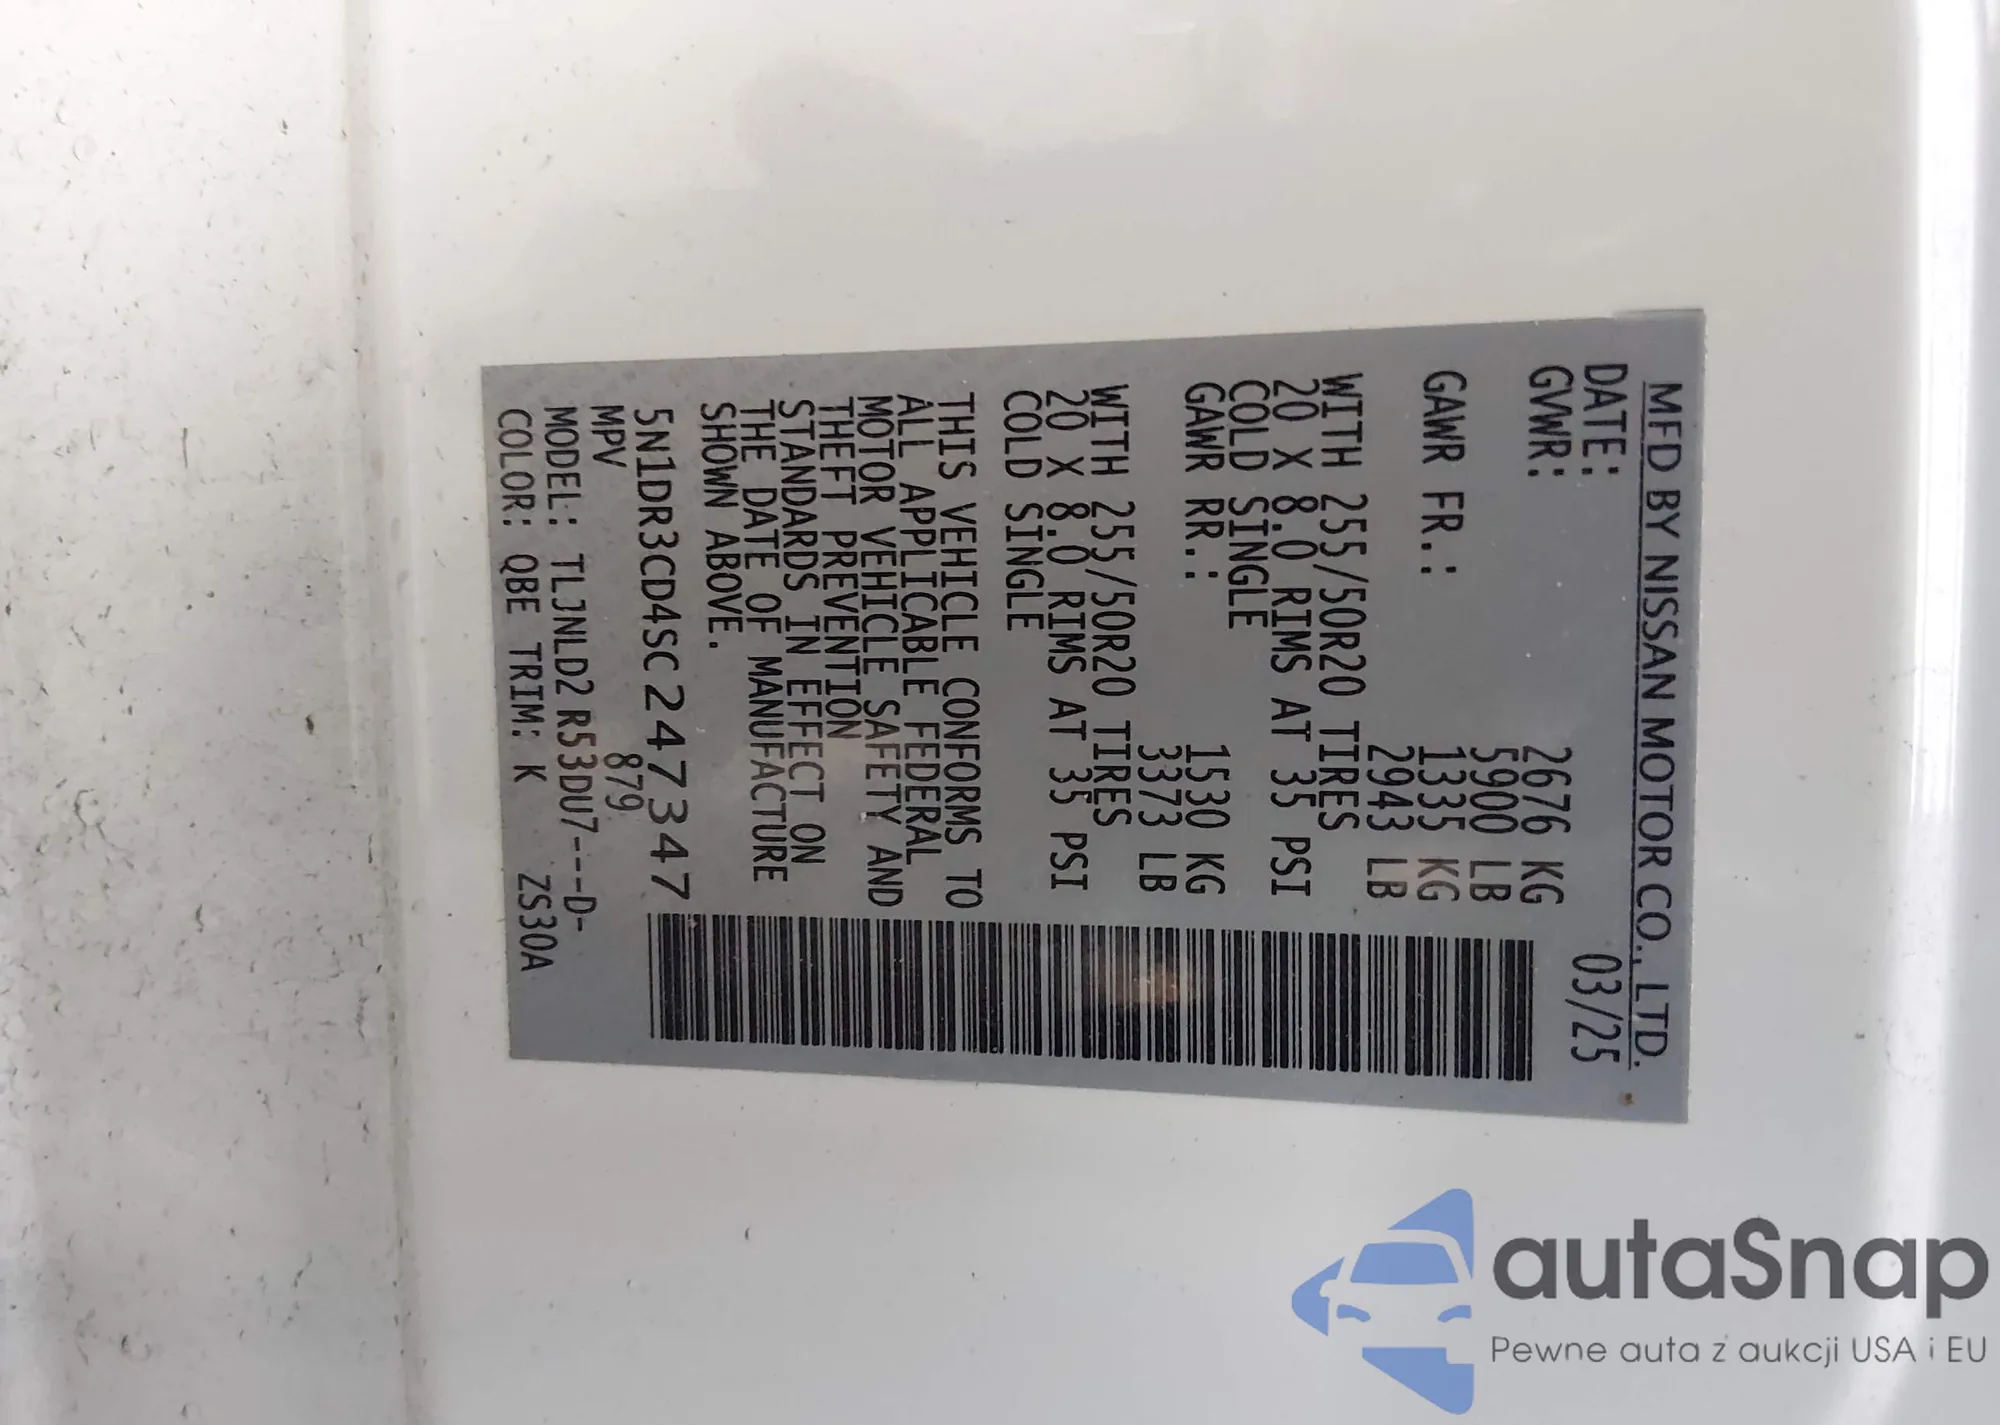 MFD BY NISSAN MOTOR CO., LTD.
DATE: 03/25
GVWR: 2676 KG
5900 LB
GAWR FR.: 1335 KG
2943 LB
WITH 255/50R20 TIRES
20 X 8.0 RIMS AT 35 PSI
COLD SINGLE
GAWR RR.: 1530 KG
3373 LB
WITH 255/50R20 TIRES
20 X 8.0 RIMS AT 35 PSI
COLD SINGLE
THIS VEHICLE CONFORMS TO
ALL APPLICABLE FEDERAL
MOTOR VEHICLE SAFETY AND
THEFT PREVENTION
STANDARDS IN EFFECT ON
THE DATE OF MANUFACTURE
SHOWN ABOVE.
5N1DR3CD4SC247347
MPV 879
MODEL: TLJNLD2 R53DU7---D-
COLOR: QBE TRIM: K ZS30A
autaSnap
Pewne auta z aukcji USA i EU